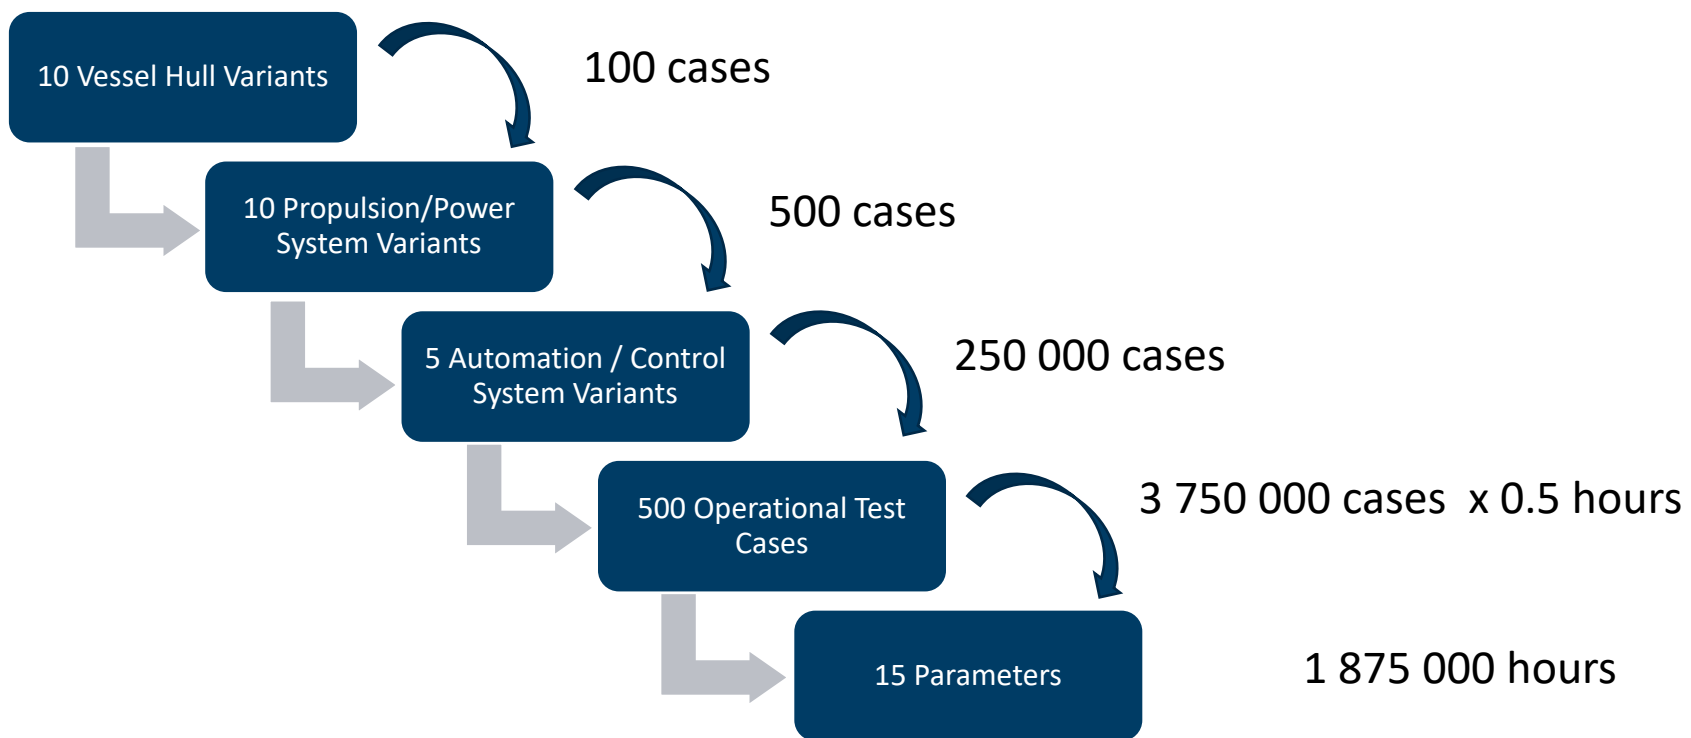 10 Vessel Hull Variants
100 cases
10 Propulsion/Power
System Variants
500 cases
5 Automation / Control
System Variants
250 000 cases
500 Operational Test
Cases
3 750 000 cases  x 0.5 hours
15 Parameters
1 875 000 hours